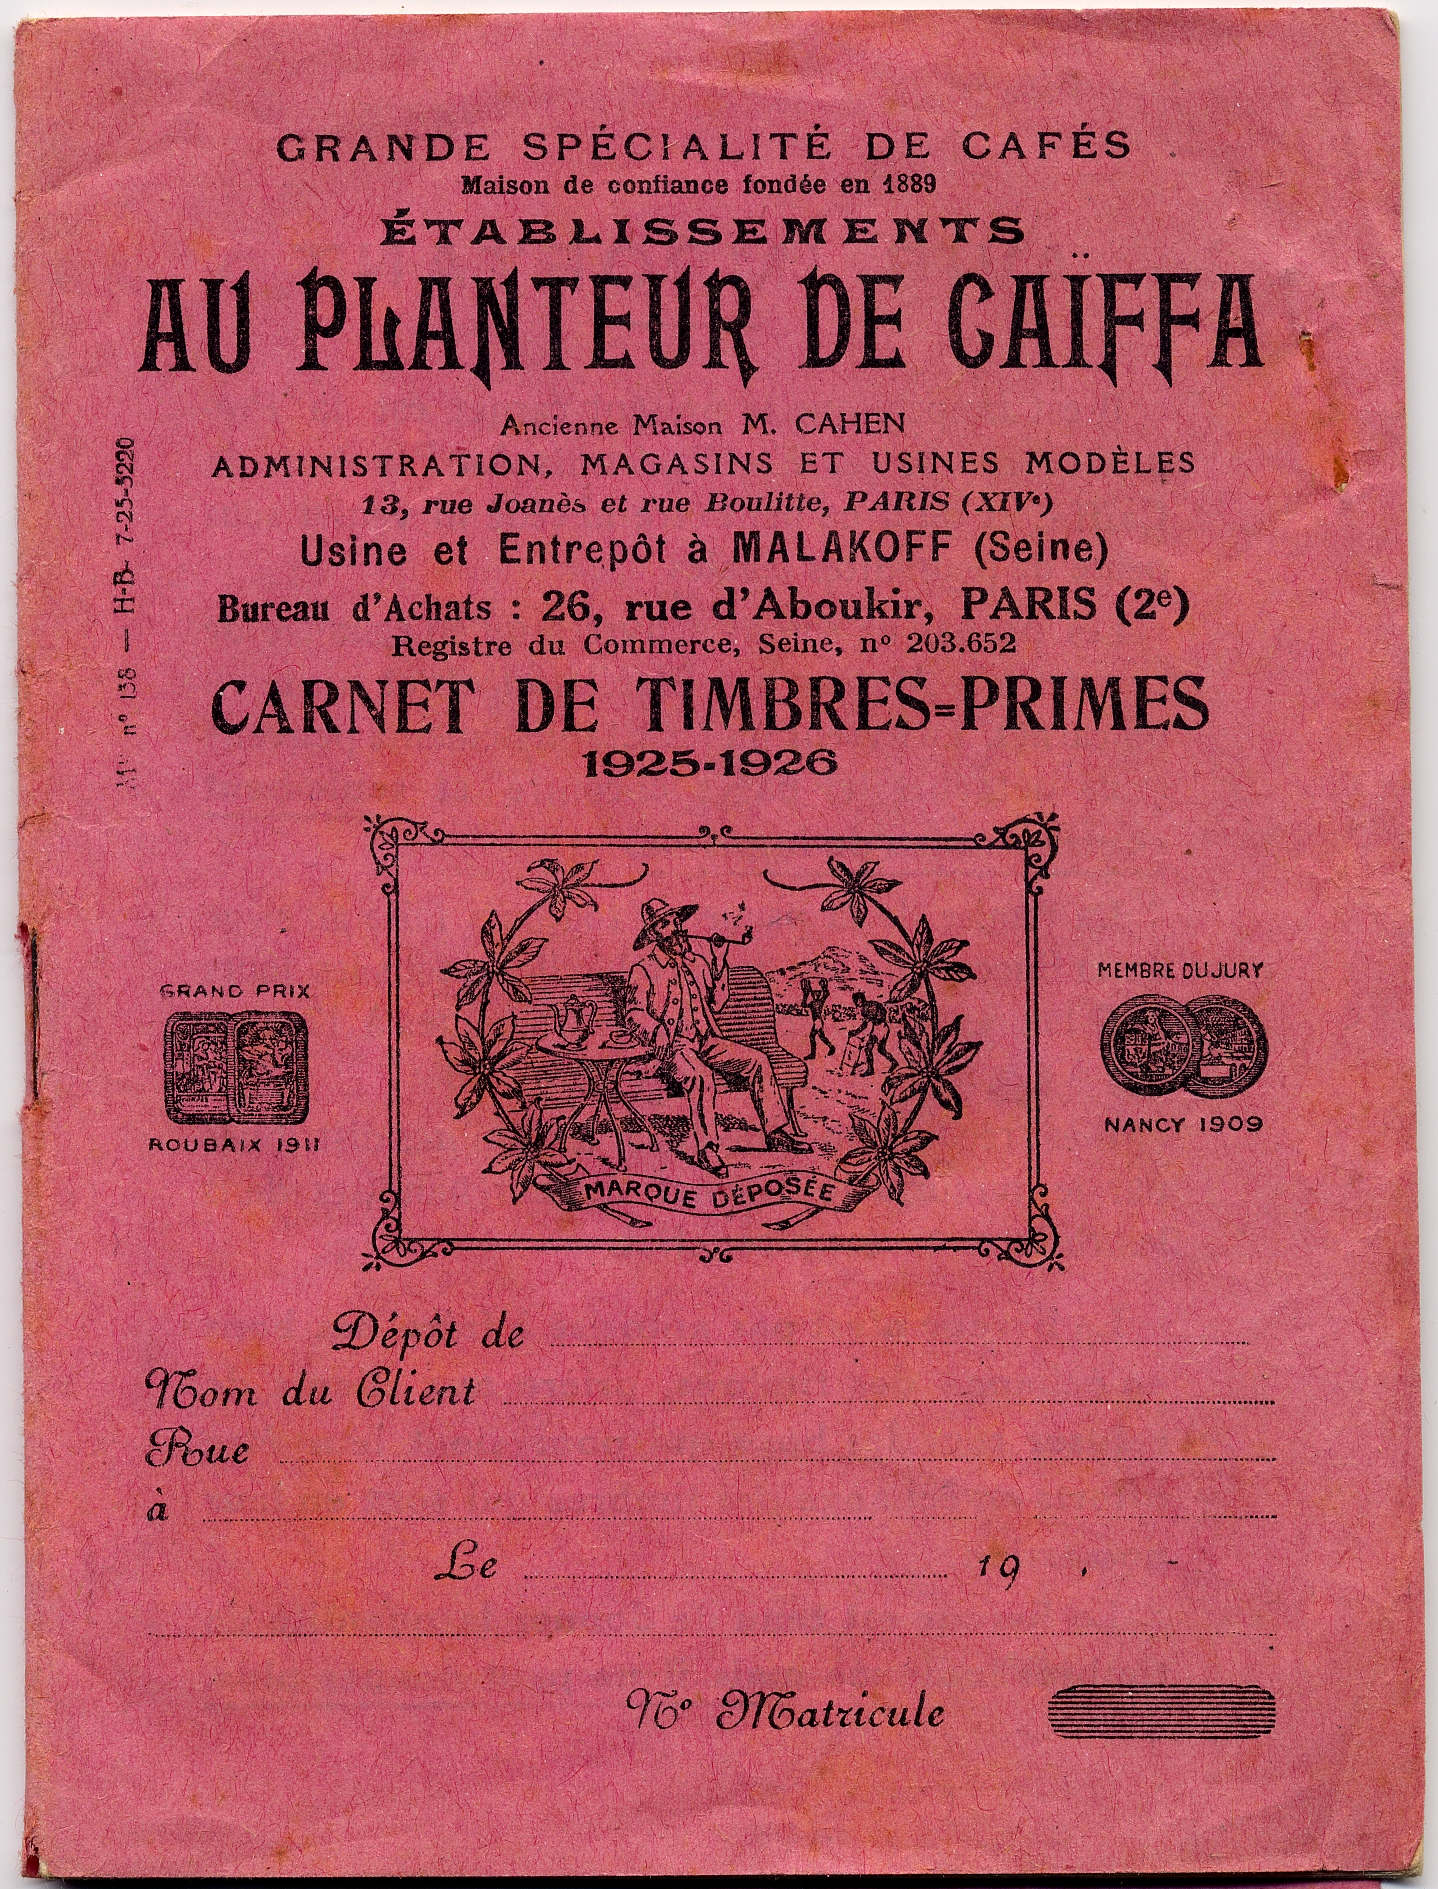 GRANDE SPÉCIALITÉ DE CAFÉS
Maison de confiance fondée en 1889
ÉTABLISSEMENTS
AU PLANTEUR DE CAÏFFA
Ancienne Maison M. CAHEN
ADMINISTRATION, MAGASINS ET USINES MODÈLES
13, rue Joanès et rue Boulitte, PARIS (XIVe)
Usine et Entrepôt à MALAKOFF (Seine)
Bureau d'Achats : 26, rue d'Aboukir, PARIS (2e)
Registre du Commerce, Seine, nº 203.652
CARNET DE TIMBRES=PRIMES
1925-1926
nº 138 — H-B- 7-25-5220
GRAND PRIX
ROUBAIX 1911
MARQUE DÉPOSÉE
MEMBRE DU JURY
NANCY 1909
Dépôt de
Nom du Client
Rue
à
Le 19
Nº Matricule